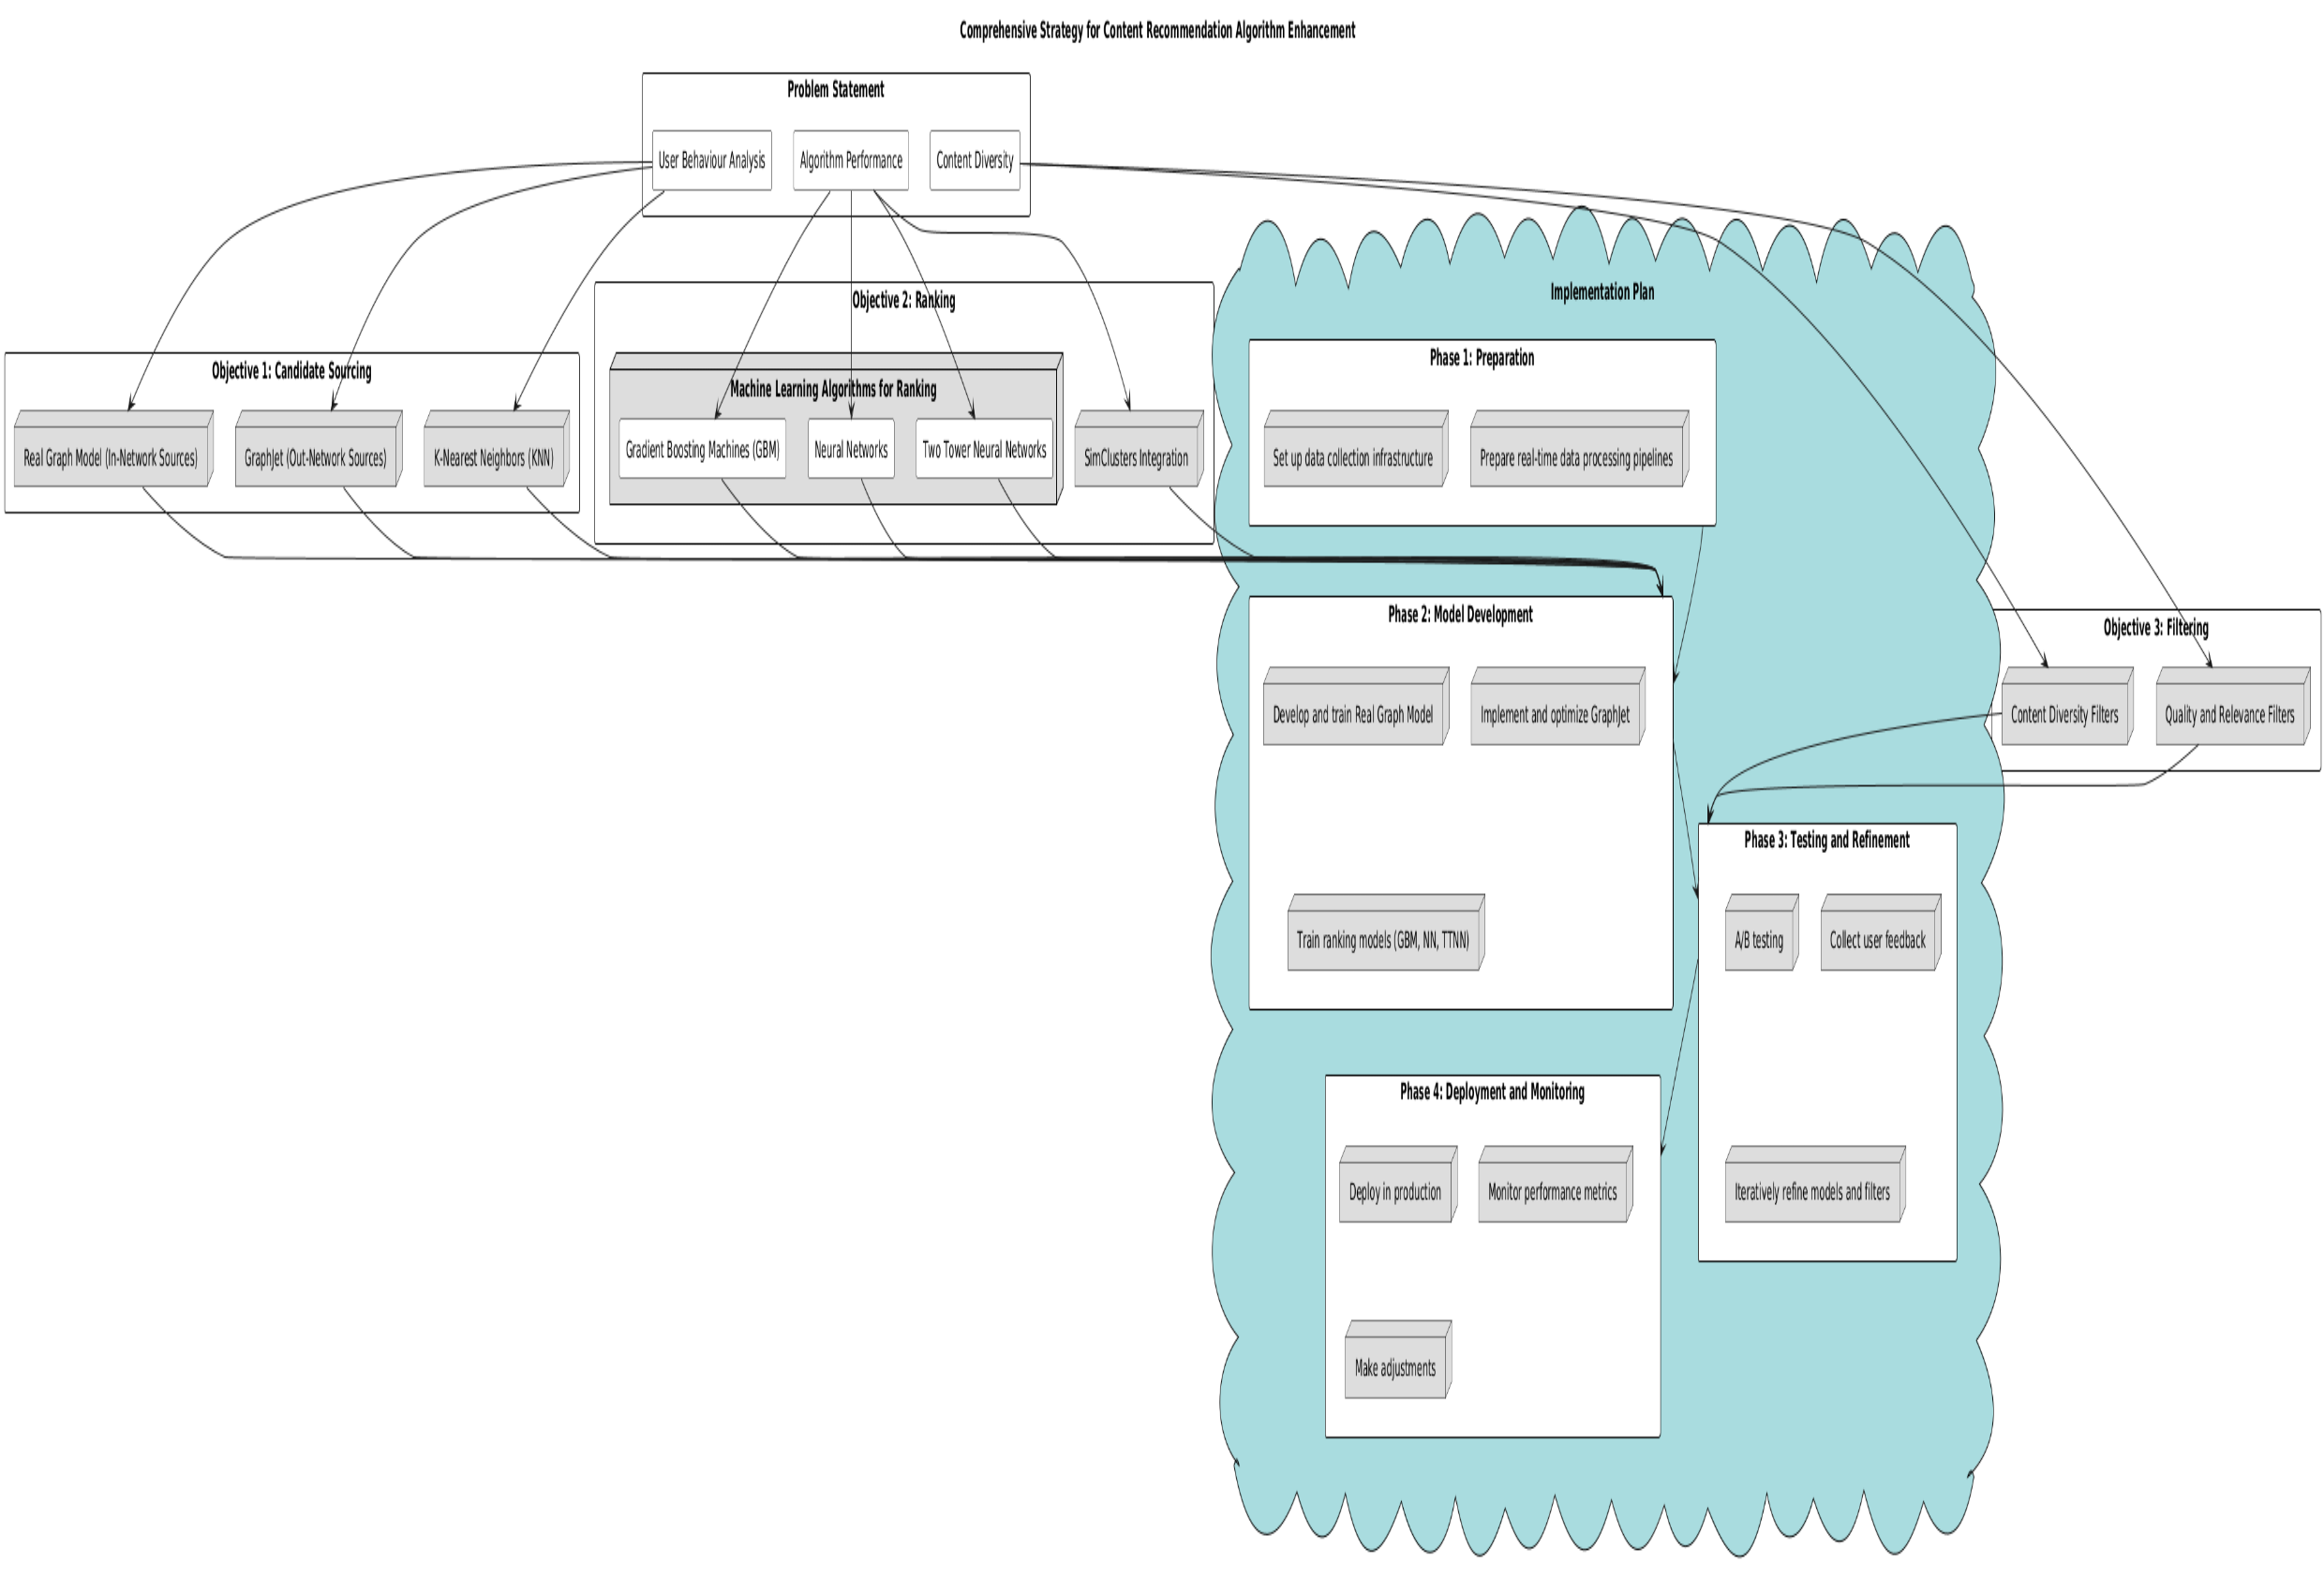 Comprehensive Strategy for Content Recommendation Algorithm Enhancement
Problem Statement
User Behaviour Analysis
Algorithm Performance
Content Diversity
Objective 1: Candidate Sourcing
Real Graph Model (In-Network Sources)
GraphJet (Out-Network Sources)
K-Nearest Neighbors (KNN)
Objective 2: Ranking
Machine Learning Algorithms for Ranking
Gradient Boosting Machines (GBM)
Neural Networks
Two Tower Neural Networks
SimClusters Integration
Implementation Plan
Phase 1: Preparation
Set up data collection infrastructure
Prepare real-time data processing pipelines
Phase 2: Model Development
Develop and train Real Graph Model
Implement and optimize GraphJet
Train ranking models (GBM, NN, TTNN)
Objective 3: Filtering
Content Diversity Filters
Quality and Relevance Filters
Phase 3: Testing and Refinement
A/B testing
Collect user feedback
Iteratively refine models and filters
Phase 4: Deployment and Monitoring
Deploy in production
Monitor performance metrics
Make adjustments